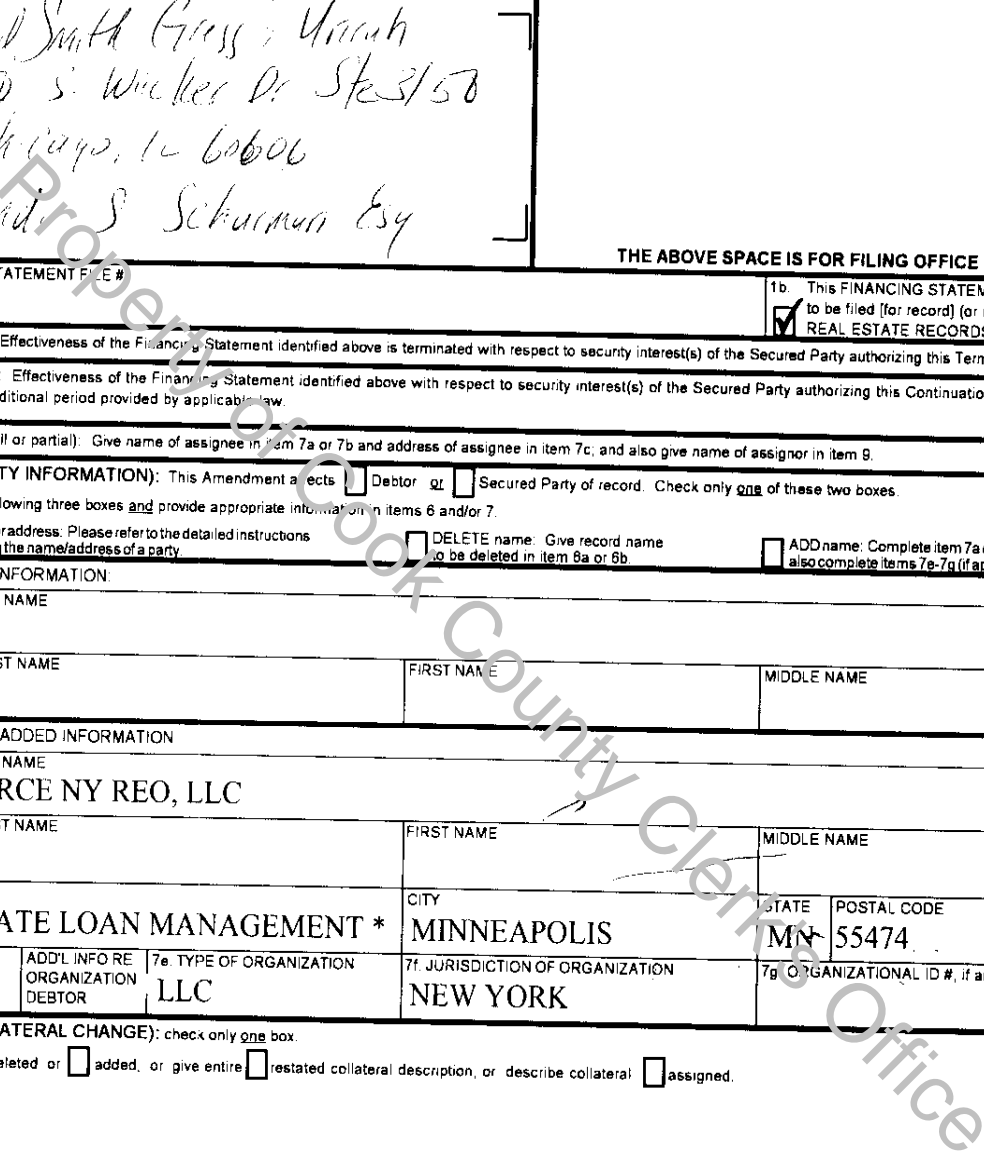 Smith Gress Unruh
S. Wacker Dr Ste 3150
IL 60606
S Schurman Esq
THE ABOVE SPACE IS FOR FILING OFFICE
TATEMENT FILE #
1b. This FINANCING STATEM
to be filed [for record] (or
REAL ESTATE RECORDS
Effectiveness of the Financing Statement identified above is terminated with respect to security interest(s) of the Secured Party authorizing this Term
Effectiveness of the Financing Statement identified above with respect to security interest(s) of the Secured Party authorizing this Continuatio
ditional period provided by applicable law.
ll or partial): Give name of assignee in item 7a or 7b and address of assignee in item 7c; and also give name of assignor in item 9.
TY INFORMATION): This Amendment affects Debtor or Secured Party of record. Check only one of these two boxes.
lowing three boxes and provide appropriate information in items 6 and/or 7.
r address: Please refer to the detailed instructions
the name/address of a party.
DELETE name: Give record name
to be deleted in item 6a or 6b.
ADD name: Complete item 7a
also complete items 7e-7g (if ap
NFORMATION:
NAME
ST NAME
FIRST NAME
MIDDLE NAME
ADDED INFORMATION
NAME
RCE NY REO, LLC
T NAME
FIRST NAME
MIDDLE NAME
CITY
STATE
POSTAL CODE
ATE LOAN MANAGEMENT *
MINNEAPOLIS
MN
55474
ADD'L INFO RE
ORGANIZATION
DEBTOR
7e. TYPE OF ORGANIZATION
LLC
7f. JURISDICTION OF ORGANIZATION
NEW YORK
7g. ORGANIZATIONAL ID #, if a
ATERAL CHANGE): check only one box.
eleted or added, or give entire restated collateral description, or describe collateral assigned.
Property of Cook County Clerk's Office